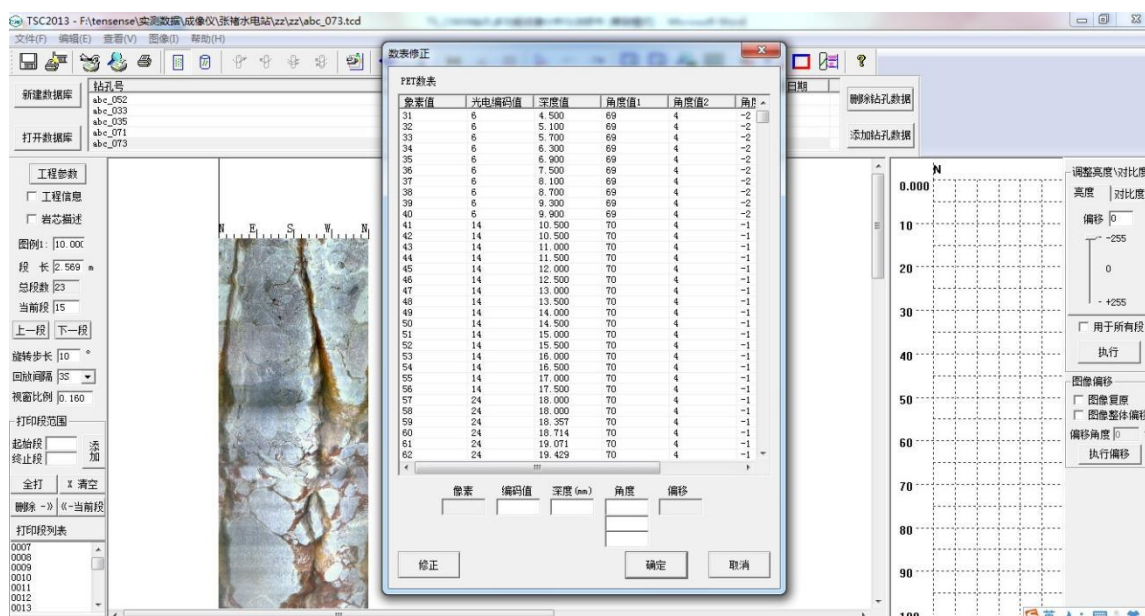 TSC2013 - F:\tensense\实测数据\成像仪\张褚水电站\zz\zz\abc_073.tcd
文件(F) 编辑(E) 查看(V) 图像(I) 帮助(H)
新建数据库
打开数据库
钻孔号
日期
abc_052
abc_033
abc_035
abc_071
abc_073
删除钻孔数据
添加钻孔数据
工程参数
工程信息
岩芯描述
图例1: 10.000
段 长 2.569 m
总段数 23
当前段 15
上一段 下一段
旋转步长 10 °
回放间隔 3S
视窗比例 0.160
打印段范围
起始段
终止段
添加
全打 X 清空
删除 -》 《-当前段
打印段列表
0007
0008
0009
0010
0011
0012
0013
N E S W N
数表修正
PET数表
象素值 光电编码值 深度值 角度值1 角度值2
31 6 4.500 69 4 -2
32 6 5.100 69 4 -2
33 6 5.700 69 4 -2
34 6 6.300 69 4 -2
35 6 6.900 69 4 -2
36 6 7.500 69 4 -2
37 6 8.100 69 4 -2
38 6 8.700 69 4 -2
39 6 9.300 69 4 -2
40 6 9.900 69 4 -2
41 14 10.500 70 4 -1
42 14 10.500 70 4 -1
43 14 11.000 70 4 -1
44 14 11.500 70 4 -1
45 14 12.000 70 4 -1
46 14 12.500 70 4 -1
47 14 13.000 70 4 -1
48 14 13.500 70 4 -1
49 14 14.000 70 4 -1
50 14 14.500 70 4 -1
51 14 15.000 70 4 -1
52 14 15.500 70 4 -1
53 14 16.000 70 4 -1
54 14 16.500 70 4 -1
55 14 17.000 70 4 -1
56 14 17.500 70 4 -1
57 24 18.000 70 4 -1
58 24 18.000 70 4 -1
59 24 18.357 70 4 -1
60 24 18.714 70 4 -1
61 24 19.071 70 4 -1
62 24 19.429 70 4 -1
像素 编码值 深度(mm) 角度 偏移
修正 确定 取消
N
0.000
10
20
30
40
50
60
70
80
90
100
调整亮度\对比度
亮度 对比度
偏移 0
-255
0
+255
用于所有段
执行
图像偏移
图像复原
图像整体偏移
偏移角度 0
执行偏移
英